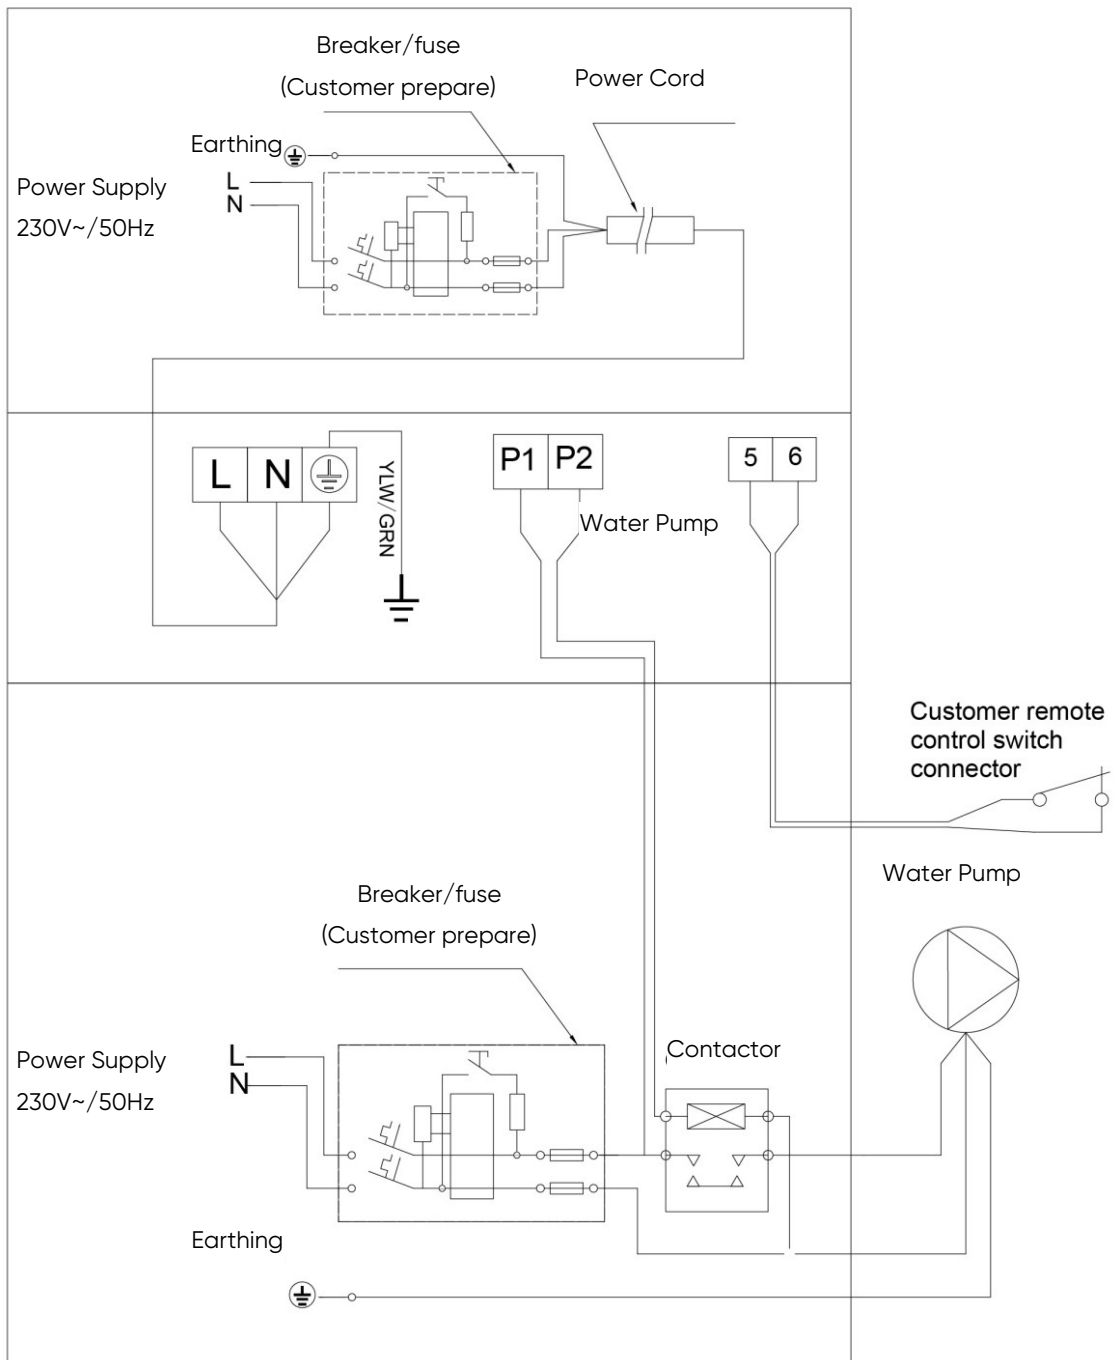 Breaker/fuse
(Customer prepare)
Power Cord
Earthing
Power Supply
230V~/50Hz
L
N
L N
YLW/GRN
P1 P2
Water Pump
5 6
Customer remote
control switch
connector
Water Pump
Breaker/fuse
(Customer prepare)
Power Supply
230V~/50Hz
L
N
Contactor
Earthing